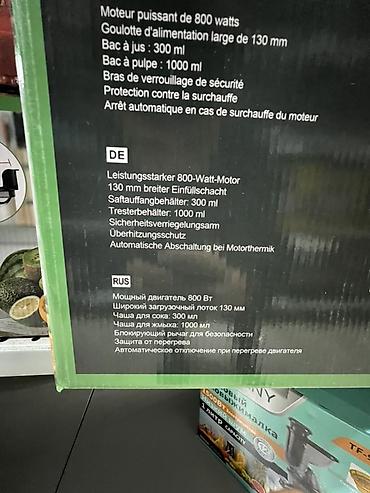 Moteur puissant de 800 watts
Goulotte d'alimentation large de 130 mm
Bac à jus : 300 ml
Bac à pulpe : 1000 ml
Bras de verrouillage de sécurité
Protection contre la surchauffe
Arrêt automatique en cas de surchauffe du moteur
DE
Leistungsstarker 800-Watt-Motor
130 mm breiter Einfüllschacht
Saftauffangbehälter: 300 ml
Tresterbehälter: 1000 ml
Sicherheitsverriegelungsarm
Überhitzungsschutz
Automatische Abschaltung bei Motorthermik
RUS
Мощный двигатель 800 Вт
Широкий загрузочный лоток 130 мм
Чаша для сока: 300 мл
Чаша для жмыха: 1000 мл
Блокирующий рычаг для безопасности
Защита от перегрева
Автоматическое отключение при перегреве двигателя